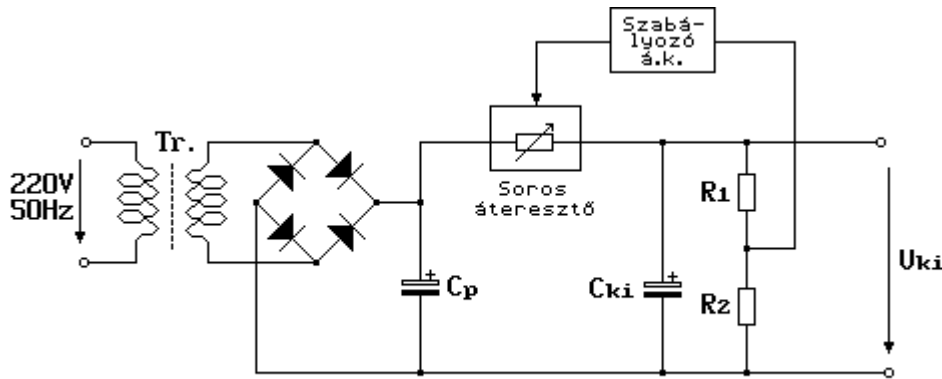 Szabá-
lyozó
á.k.
Tr.
220V
50Hz
Soros
áteresztő
R1
Cp
+
Cki
+
R2
Uki